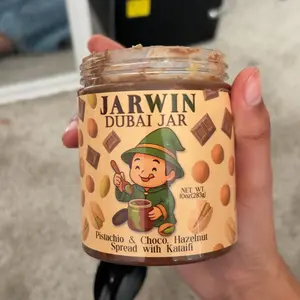 JARWIN
DUBAI JAR
NET WT.
10oz(283g)
Pistachio & Choco. Hazelnut
Spread with Kataifi